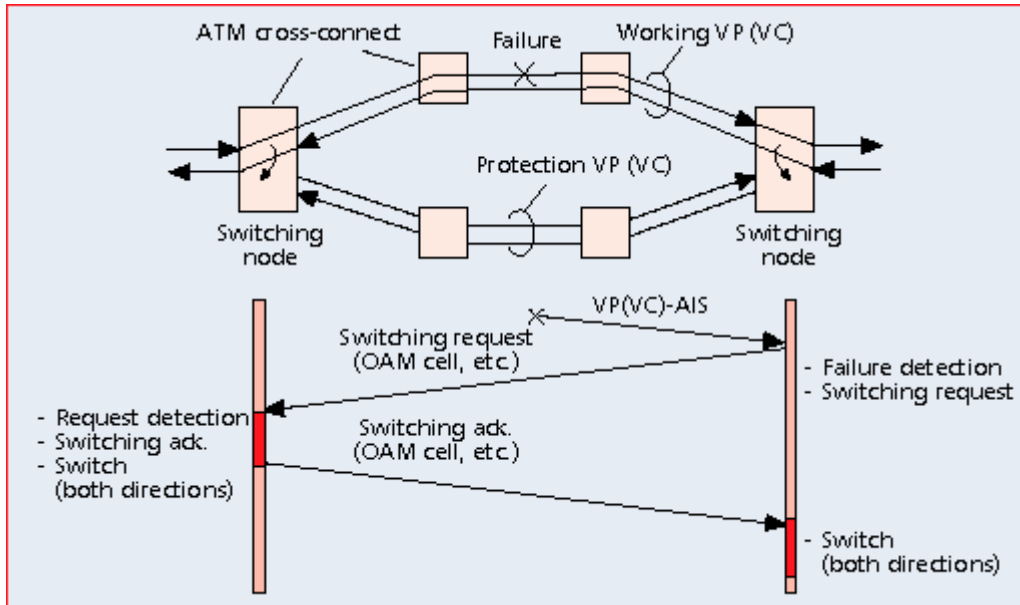 ATM cross-connect
Failure
Working VP (VC)
Protection VP (VC)
Switching
node
Switching
node
VP(VC)-AIS
Switching request
(OAM cell, etc.)
- Failure detection
- Switching request
- Request detection
- Switching ack.
- Switch
(both directions)
Switching ack.
(OAM cell, etc.)
- Switch
(both directions)